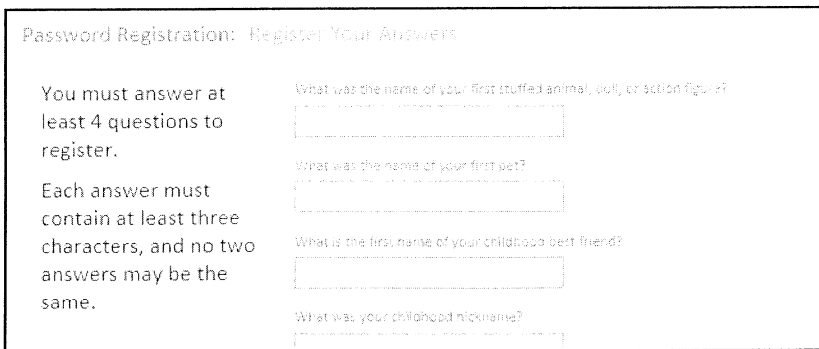 Password Registration: Register Your Answers
You must answer at
least 4 questions to
register.
Each answer must
contain at least three
characters, and no two
answers may be the
same.
What was the name of your first stuffed animal, doll, or action figure?
What was the name of your first pet?
What is the first name of your childhood best friend?
What was your childhood nickname?